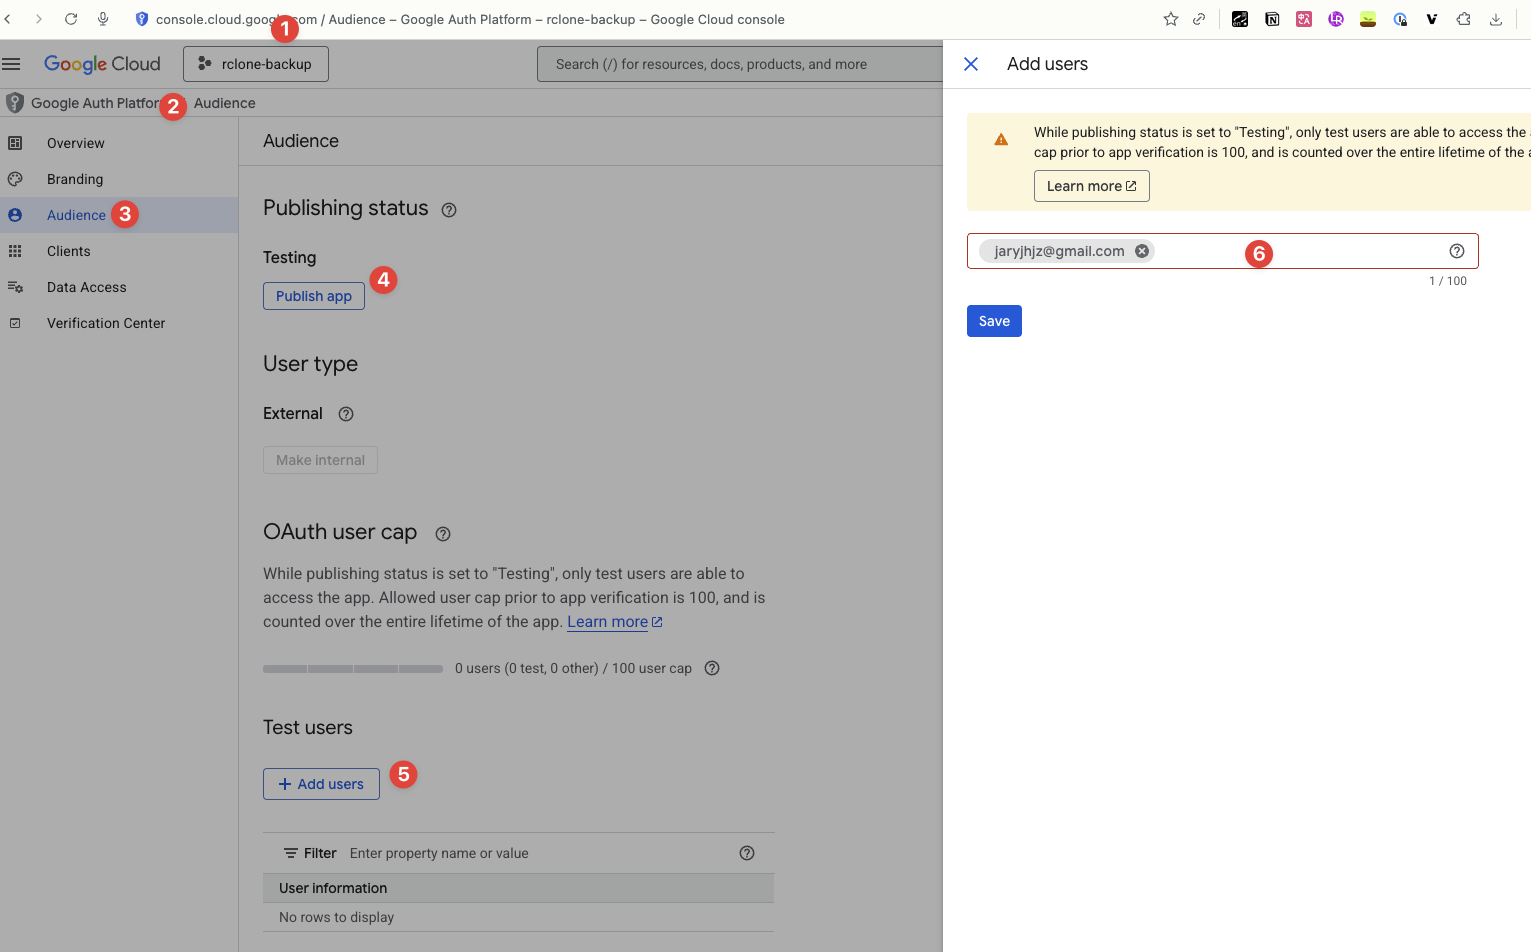 console.cloud.goog om / Audience – Google Auth Platform – rclone-backup – Google Cloud console
1
Google Cloud
rclone-backup
Search (/) for resources, docs, products, and more
Google Auth Platfor
2
Audience
Overview
Branding
Audience
3
Clients
Data Access
Verification Center
Audience
Publishing status
Testing
4
Publish app
User type
External
Make internal
OAuth user cap
While publishing status is set to "Testing", only test users are able to
access the app. Allowed user cap prior to app verification is 100, and is
counted over the entire lifetime of the app. Learn more
0 users (0 test, 0 other) / 100 user cap
Test users
+ Add users
5
Filter Enter property name or value
User information
No rows to display
Add users
While publishing status is set to "Testing", only test users are able to access the
cap prior to app verification is 100, and is counted over the entire lifetime of the
Learn more
jaryjhjz@gmail.com
6
1 / 100
Save